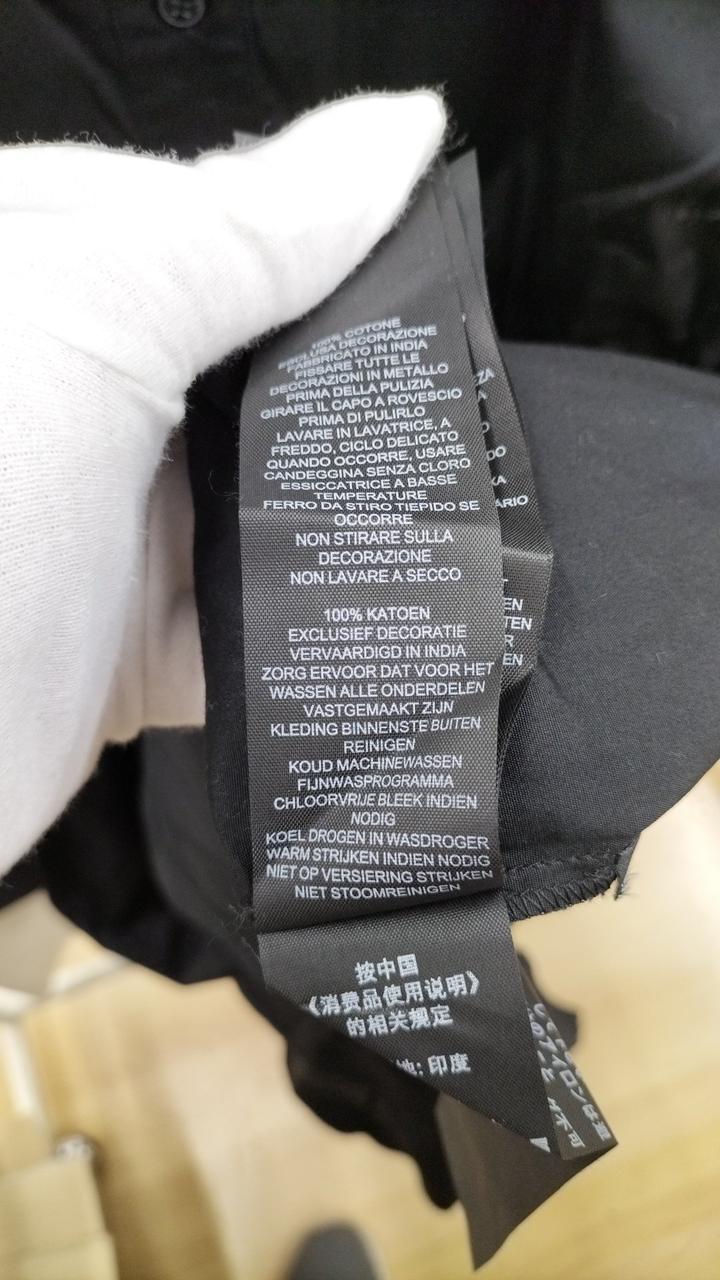 100% COTONE
ESCLUSA DECORAZIONE
FABBRICATO IN INDIA
FISSARE TUTTE LE
DECORAZIONI IN METALLO
PRIMA DELLA PULIZIA
GIRARE IL CAPO A ROVESCIO
PRIMA DI PULIRLO
LAVARE IN LAVATRICE, A
FREDDO, CICLO DELICATO
QUANDO OCCORRE, USARE
CANDEGGINA SENZA CLORO
ESSICCATRICE A BASSE
TEMPERATURE
FERRO DA STIRO TIEPIDO SE
OCCORRE
NON STIRARE SULLA
DECORAZIONE
NON LAVARE A SECCO
100% KATOEN
EXCLUSIEF DECORATIE
VERVAARDIGD IN INDIA
ZORG ERVOOR DAT VOOR HET
WASSEN ALLE ONDERDELEN
VASTGEMAAKT ZIJN
KLEDING BINNENSTE BUITEN
REINIGEN
KOUD MACHINEWASSEN
FIJNWASPROGRAMMA
CHLOORVRIJE BLEEK INDIEN
NODIG
KOEL DROGEN IN WASDROGER
WARM STRIJKEN INDIEN NODIG
NIET OP VERSIERING STRIJKEN
NIET STOOMREINIGEN
按中国
《消费品使用说明》
的相关规定
地: 印度